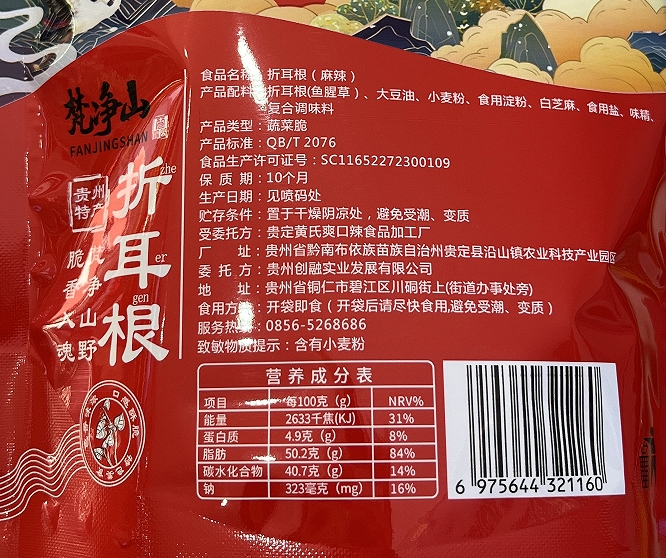 梵净山
FANJINGSHAN
贵州
特产
zhe
折
er
耳
gen
根
食品名称：折耳根（麻辣）
产品配料：折耳根(鱼腥草）、大豆油、小麦粉、食用淀粉、白芝麻、食用盐、味精、
复合调味料
产品类型：蔬菜脆
产品标准：QB/T 2076
食品生产许可证号：SC11652272300109
保 质 期：10个月
生产日期：见喷码处
贮存条件：置于干燥阴凉处，避免受潮、变质
受委托方：贵定黄氏爽口辣食品加工厂
厂 址：贵州省黔南布依族苗族自治州贵定县沿山镇农业科技产业园区
委 托 方：贵州创融实业发展有限公司
地 址：贵州省铜仁市碧江区川硐街上(街道办事处旁)
食用方法：开袋即食（开袋后请尽快食用,避免受潮、变质）
服务热线：0856-5268686
致敏物质提示：含有小麦粉
营养成分表
项目 每100克（g） NRV%
能量 2633千焦(KJ) 31%
蛋白质 4.9克（g） 8%
脂肪 50.2克（g） 84%
碳水化合物 40.7克（g） 14%
钠 323毫克（mg） 16%
6 975644 321160